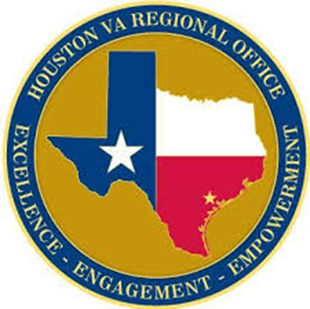 HOUSTON VA REGIONAL OFFICE
EXCELLENCE - ENGAGEMENT - EMPOWERMENT